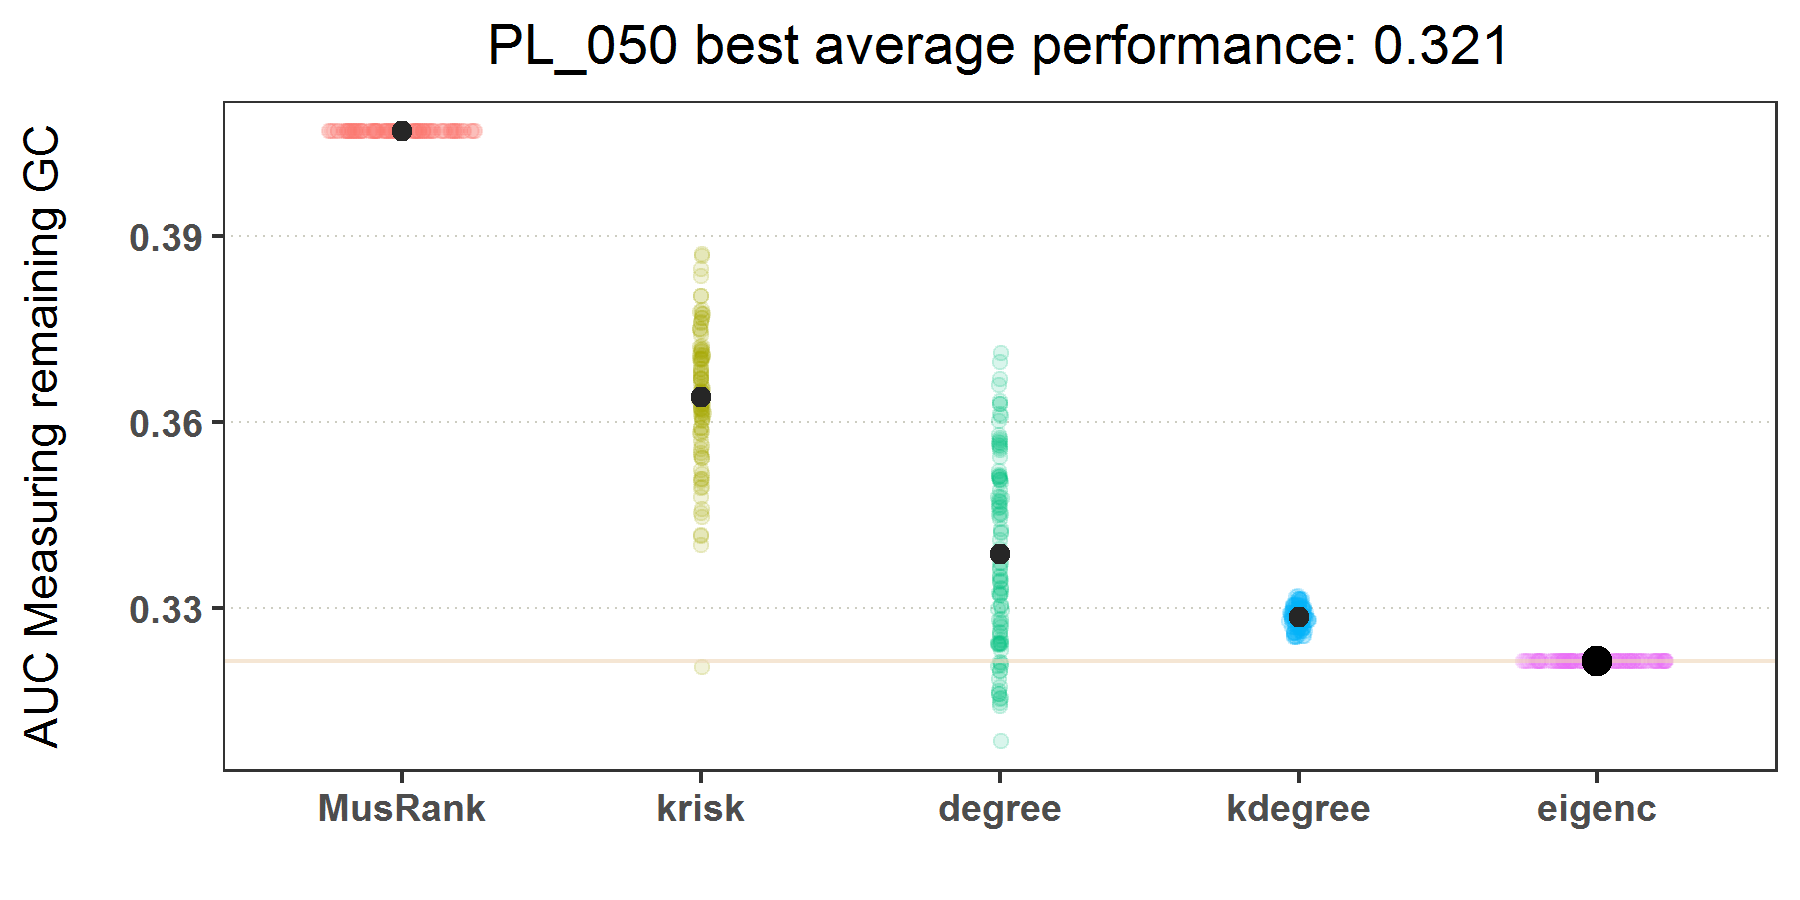 PL_050 best average performance: 0.321
AUC Measuring remaining GC
0.39
0.36
0.33
MusRank krisk degree kdegree eigenc